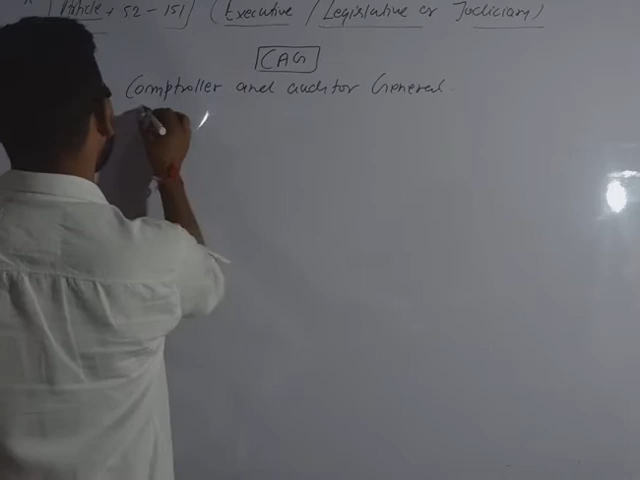 Article + 52 - 151] (Executive / Legislative or Judiciary)
CAG
Comptroller and auditor General.